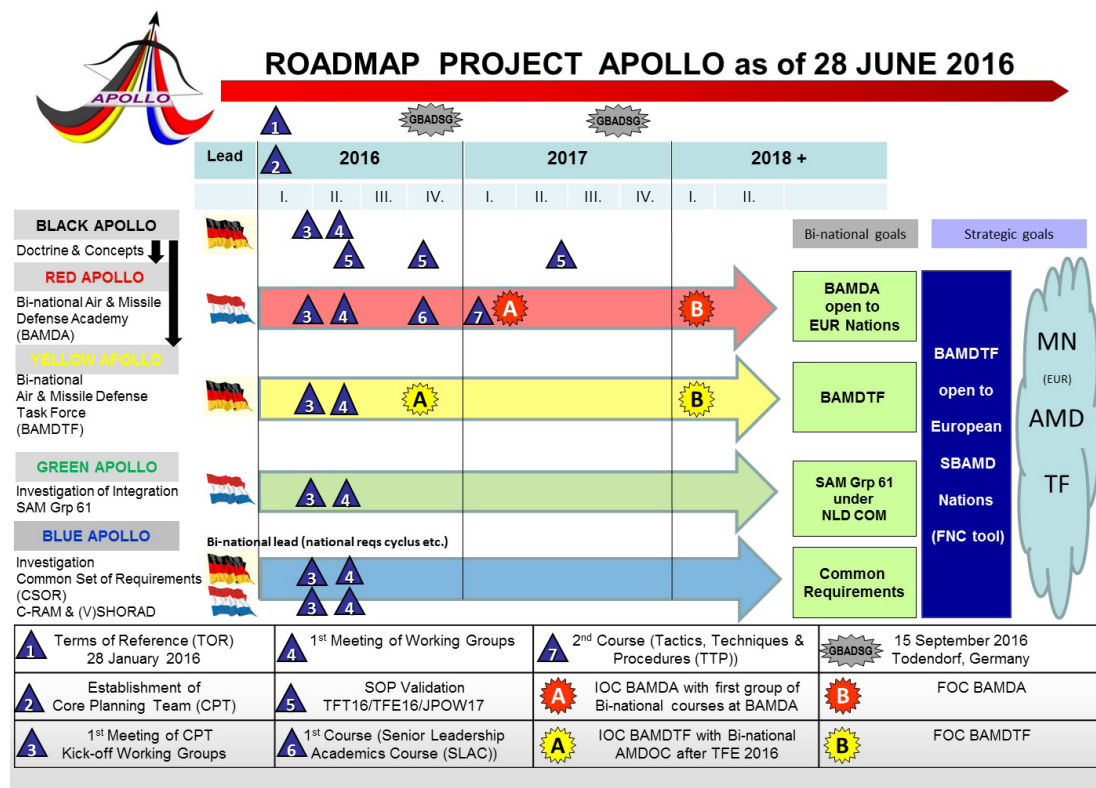 APOLLO
ROADMAP PROJECT APOLLO as of 28 JUNE 2016
1
GBADSG
GBADSG
Lead
2
2016
2017
2018 +
I.
II.
III.
IV.
I.
II.
III.
IV.
I.
II.
BLACK APOLLO
Doctrine & Concepts
3
4
5
5
5
Bi-national goals
Strategic goals
RED APOLLO
Bi-national Air & Missile
Defense Academy
(BAMDA)
3
4
6
7
A
B
BAMDA
open to
EUR Nations
YELLOW APOLLO
Bi-national
Air & Missile Defense
Task Force
(BAMDTF)
3
4
A
B
BAMDTF
GREEN APOLLO
Investigation of Integration
SAM Grp 61
3
4
SAM Grp 61
under
NLD COM
BLUE APOLLO
Investigation
Common Set of Requirements
(CSOR)
C-RAM & (V)SHORAD
Bi-national lead (national reqs cyclus etc.)
3
4
3
4
Common
Requirements
BAMDTF
open to
European
SBAMD
Nations
(FNC tool)
MN
(EUR)
AMD
TF
1
Terms of Reference (TOR)
28 January 2016
4
1st Meeting of Working Groups
7
2nd Course (Tactics, Techniques &
Procedures (TTP))
GBADSG
15 September 2016
Todendorf, Germany
2
Establishment of
Core Planning Team (CPT)
5
SOP Validation
TFT16/TFE16/JPOW17
A
IOC BAMDA with first group of
Bi-national courses at BAMDA
B
FOC BAMDA
3
1st Meeting of CPT
Kick-off Working Groups
6
1st Course (Senior Leadership
Academics Course (SLAC))
A
IOC BAMDTF with Bi-national
AMDOC after TFE 2016
B
FOC BAMDTF